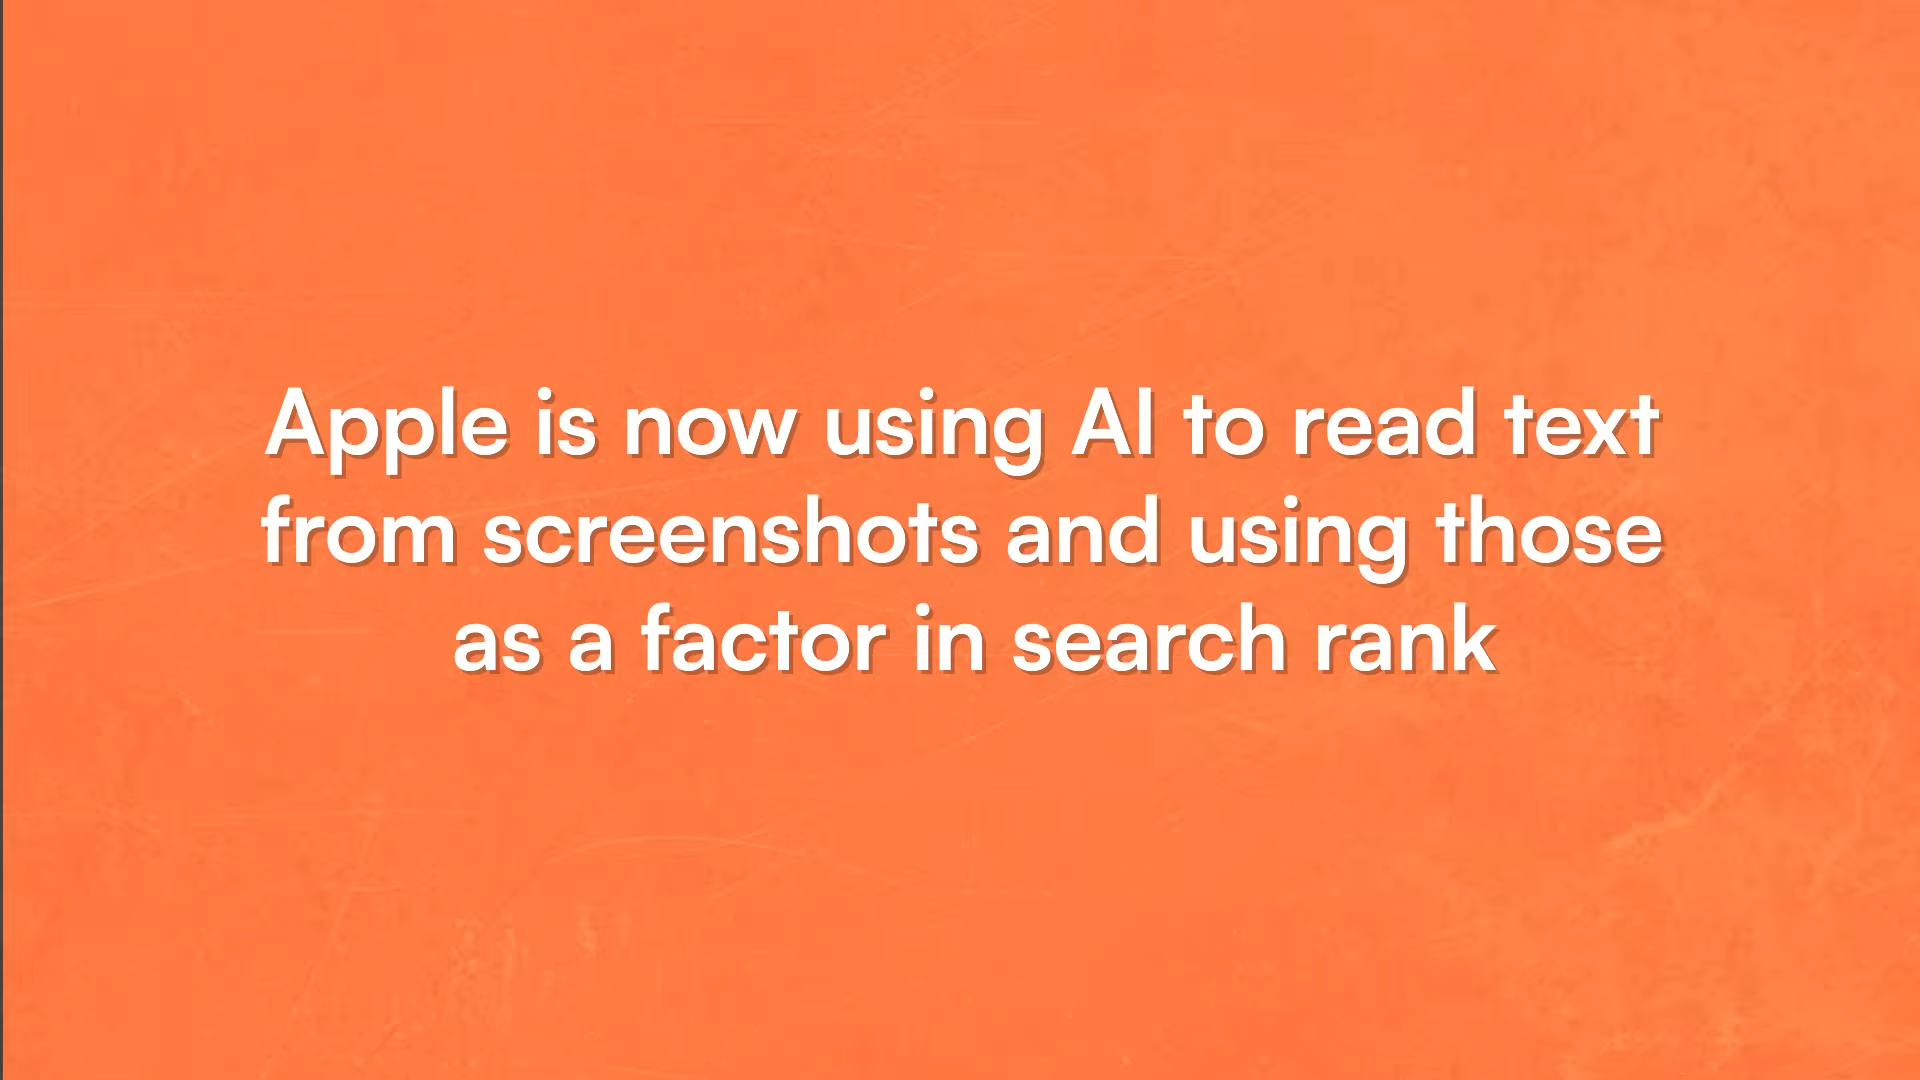 Apple is now using AI to read text
from screenshots and using those
as a factor in search rank